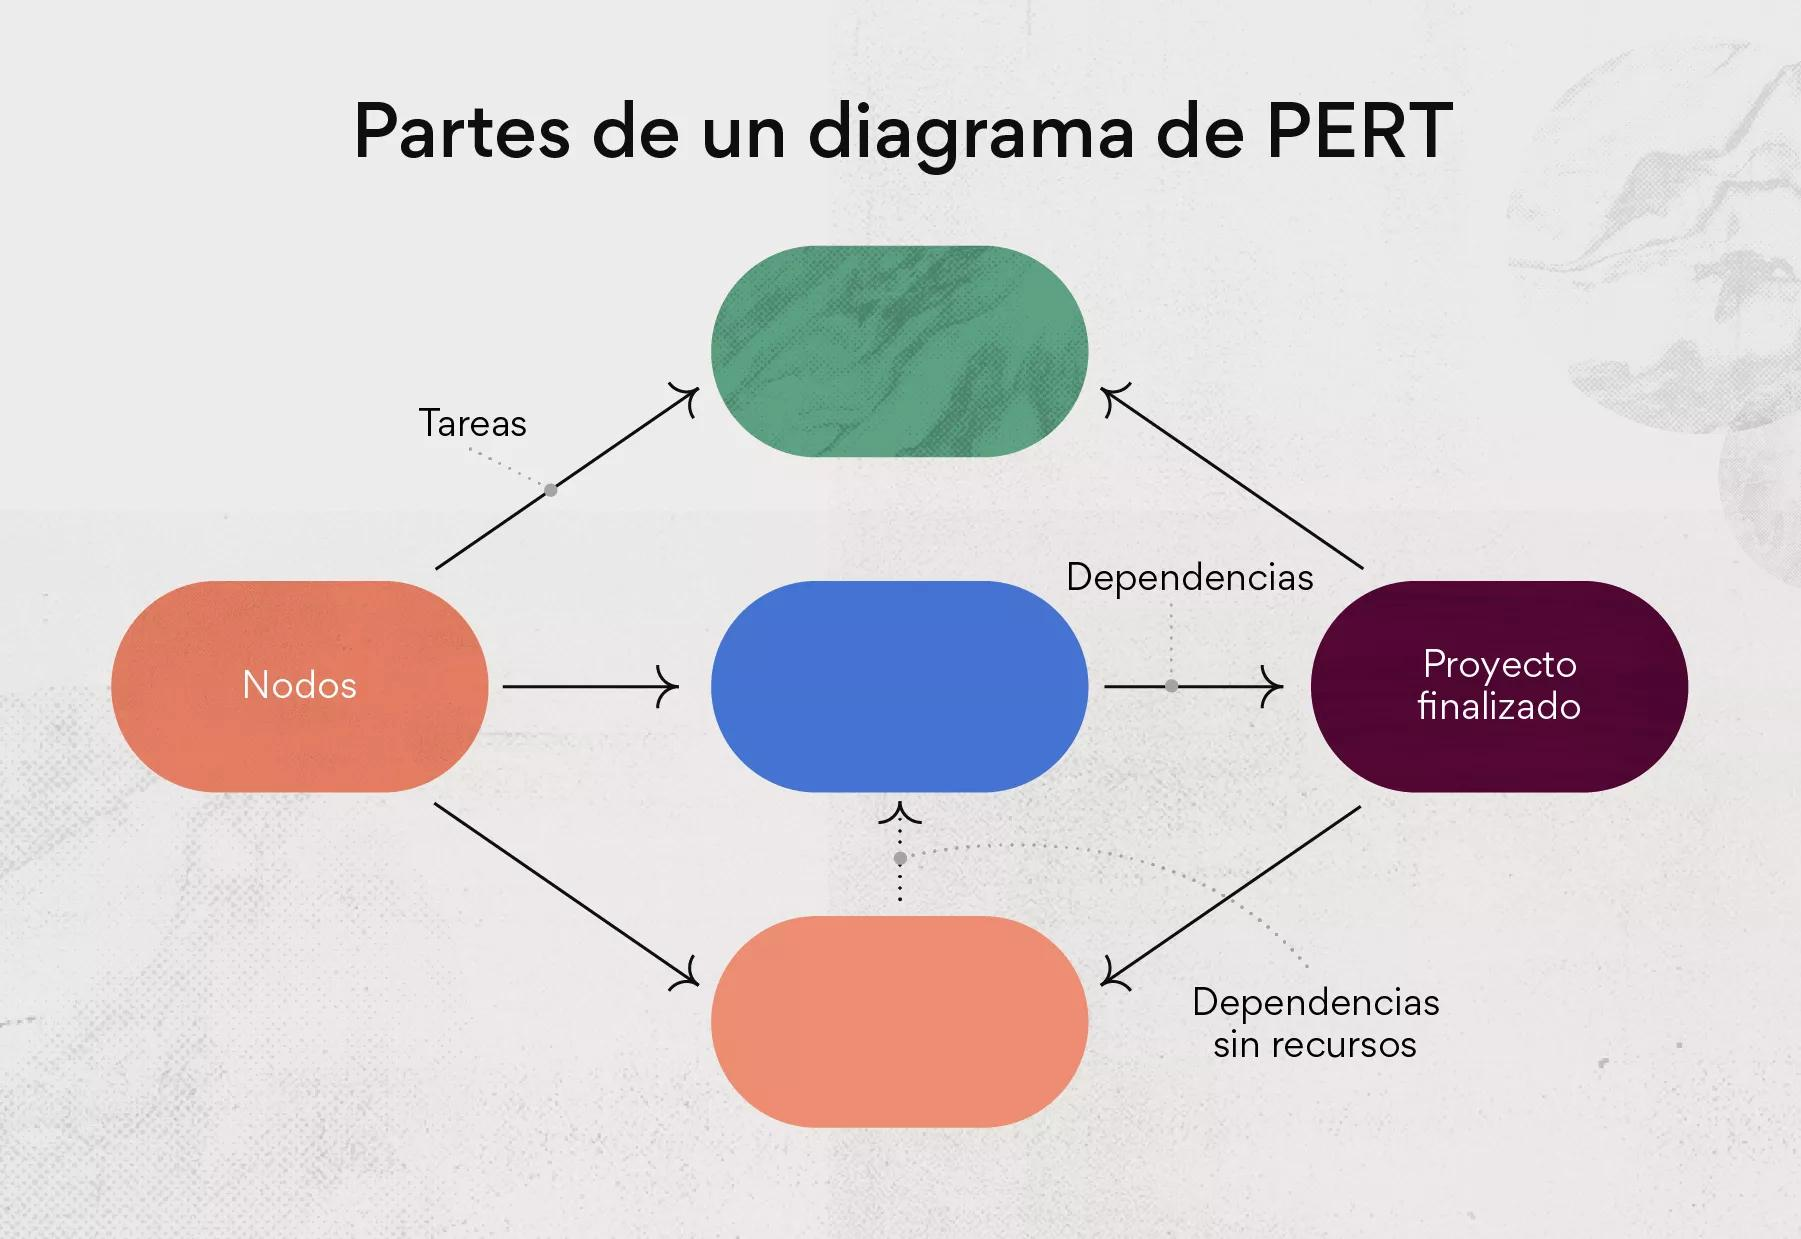 Partes de un diagrama de PERT
Tareas
Dependencias
Nodos
Proyecto
finalizado
Dependencias
sin recursos